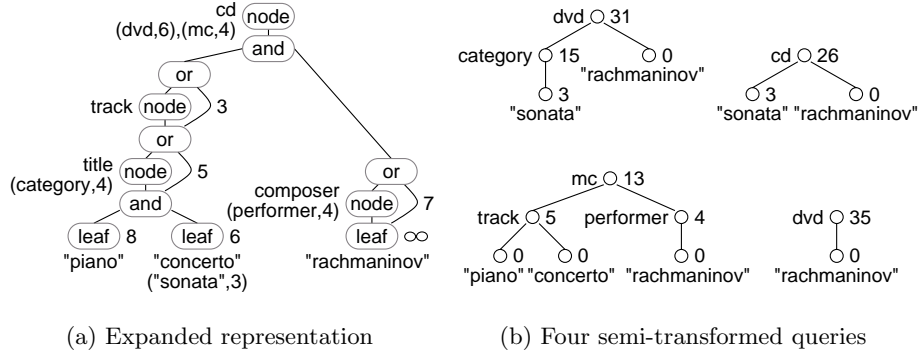 cd
node
(dvd,6),(mc,4)
and
or
track node 3
or
title
node 5
(category,4)
and
leaf 8 leaf 6
"piano" "concerto"
("sonata",3)
or
composer
(performer,4) 7
node
leaf ∞
"rachmaninov"
(a) Expanded representation
dvd 31
category 15 0
"rachmaninov"
3
"sonata"
cd 26
3 0
"sonata" "rachmaninov"
mc 13
track 5 performer 4
0 0 0
"piano" "concerto" "rachmaninov"
dvd 35
0
"rachmaninov"
(b) Four semi-transformed queries